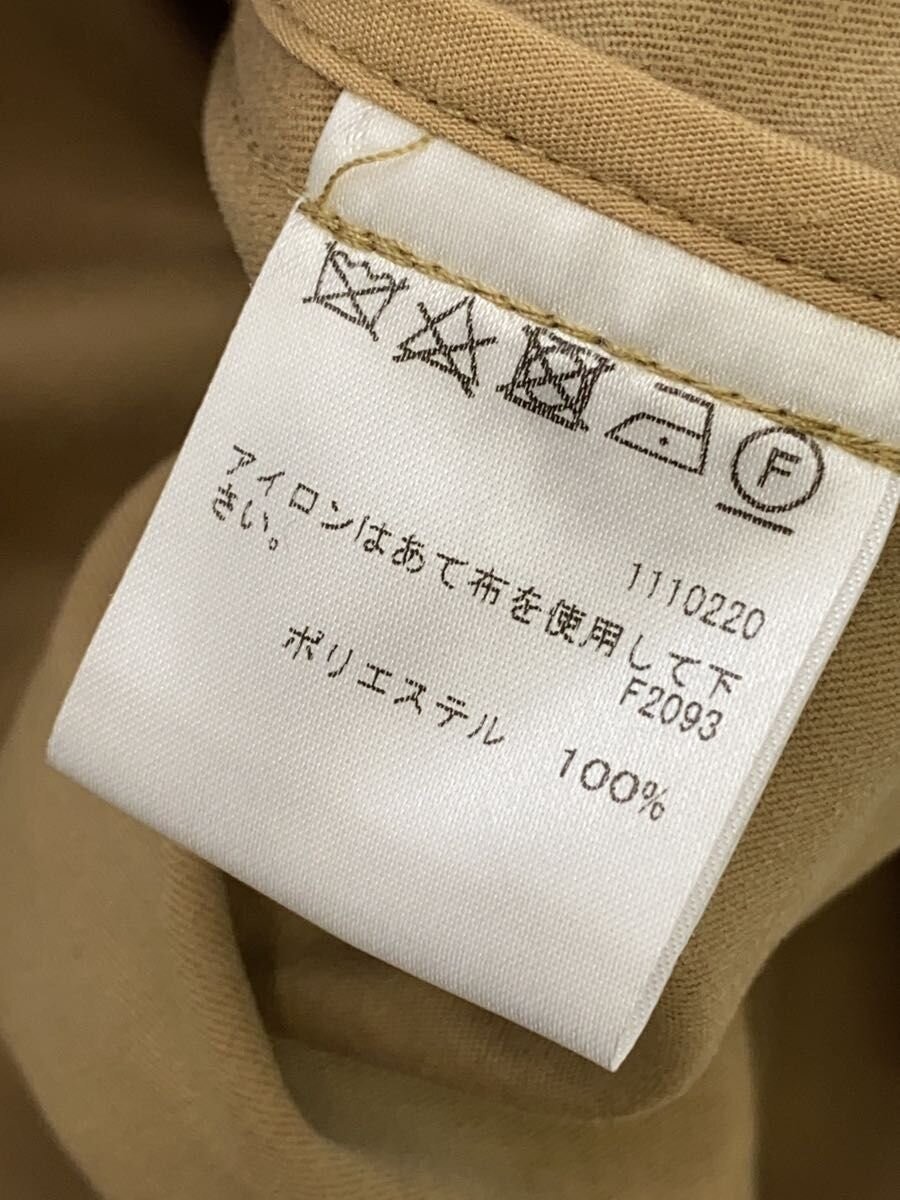 F
1110220
アイロンはあて布を使用して下
さい。
F2093
ポリエステル 100%